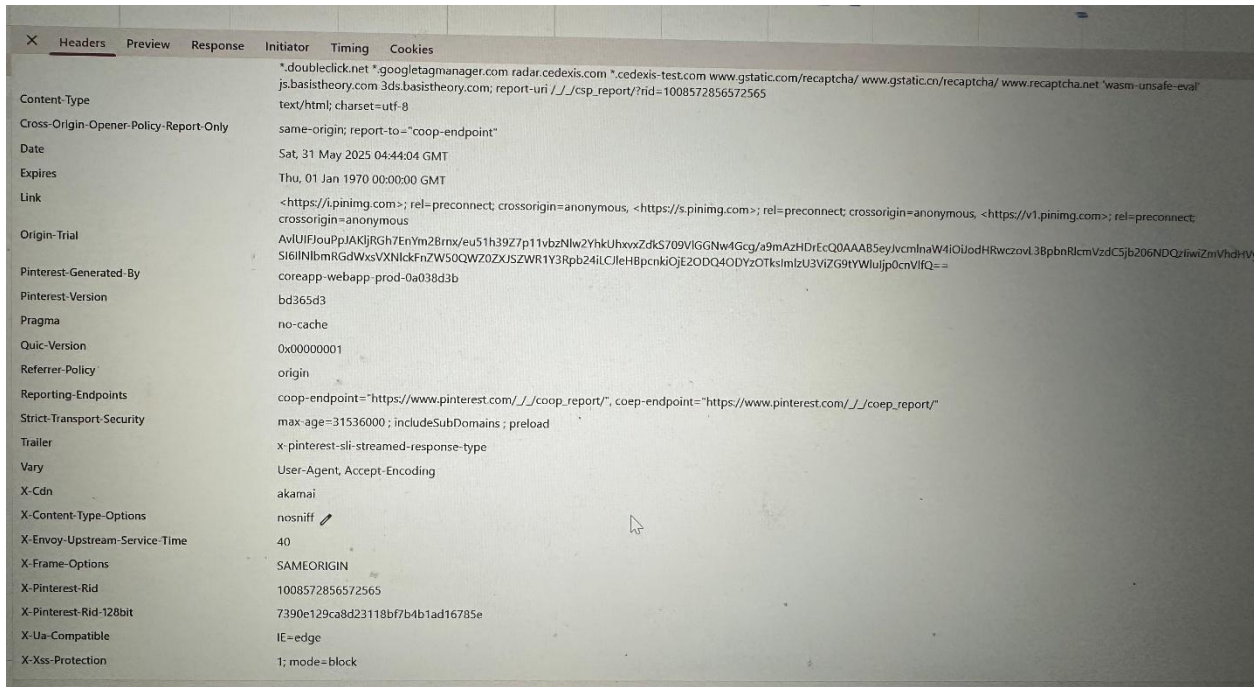 Headers Preview Response Initiator Timing Cookies
*.doubleclick.net *.googletagmanager.com radar.cedexis.com *.cedexis-test.com www.gstatic.com/recaptcha/ www.gstatic.cn/recaptcha/ www.recaptcha.net 'wasm-unsafe-eval'
js.basistheory.com 3ds.basistheory.com; report-uri /_/_/csp_report/?rid=1008572856572565
Content-Type text/html; charset=utf-8
Cross-Origin-Opener-Policy-Report-Only same-origin; report-to="coop-endpoint"
Date Sat, 31 May 2025 04:44:04 GMT
Expires Thu, 01 Jan 1970 00:00:00 GMT
Link <https://i.pinimg.com>; rel=preconnect; crossorigin=anonymous, <https://s.pinimg.com>; rel=preconnect; crossorigin=anonymous, <https://v1.pinimg.com>; rel=preconnect;
crossorigin=anonymous
Origin-Trial
Pinterest-Generated-By coreapp-webapp-prod-0a038d3b
Pinterest-Version bd365d3
Pragma no-cache
Quic-Version 0x00000001
Referrer-Policy origin
Reporting-Endpoints coop-endpoint="https://www.pinterest.com/_/_/coop_report/", coep-endpoint="https://www.pinterest.com/_/_/coep_report/"
Strict-Transport-Security max-age=31536000 ; includeSubDomains ; preload
Trailer x-pinterest-sli-streamed-response-type
Vary User-Agent, Accept-Encoding
X-Cdn akamai
X-Content-Type-Options nosniff
X-Envoy-Upstream-Service-Time 40
X-Frame-Options SAMEORIGIN
X-Pinterest-Rid 1008572856572565
X-Pinterest-Rid-128bit 7390e129ca8d23118bf7b4b1ad16785e
X-Ua-Compatible IE=edge
X-Xss-Protection 1; mode=block